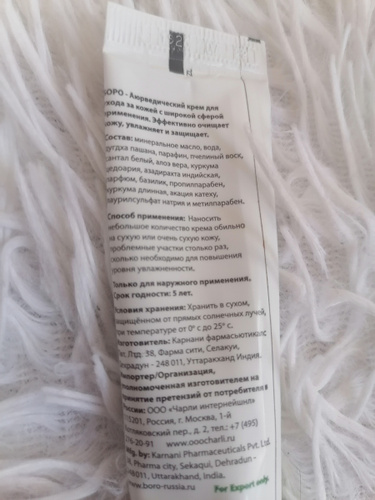 БОРО - Аюрведический крем для
ухода за кожей с широкой сферой
применения. Эффективно очищает
кожу, увлажняет и защищает.
Состав: минеральное масло, вода,
дугдха пашана, парафин, пчелиный воск,
сантал белый, алоэ вера, куркума
цедоария, азадирахта индийская,
парфюм, базилик, пропилпарабен,
куркума длинная, акация катеху,
лаурилсульфат натрия и метилпарабен.
Способ применения: Наносить
небольшое количество крема обильно
на сухую или очень сухую кожу,
проблемные участки столько раз,
сколько необходимо для повышения
уровня увлажненности.
Только для наружного применения.
Срок годности: 5 лет.
Условия хранения: Хранить в сухом,
защищённом от прямых солнечных лучей,
при температуре от 0° с до 25° с.
Изготовитель: Карнани фармасьютикалс
Пвт. Лтд. 38, Фарма сити, Селакуи,
Дехрадун - 248 011, Уттаракханд Индия.
Импортер/Организация,
уполномоченная изготовителем на
принятие претензий от потребителя в
России: ООО «Чарли интернейшнл»
Россия, г. Москва, 1-й
пер., д. 2, тел.: +7 (495)
www.ooocharli.ru
Mfg. by: Karnani Pharmaceuticals Pvt. Ltd.
Pharma city, Sekaqui, Dehradun -
Uttarakhand, India.
www.boro-russia.ru
For Export only